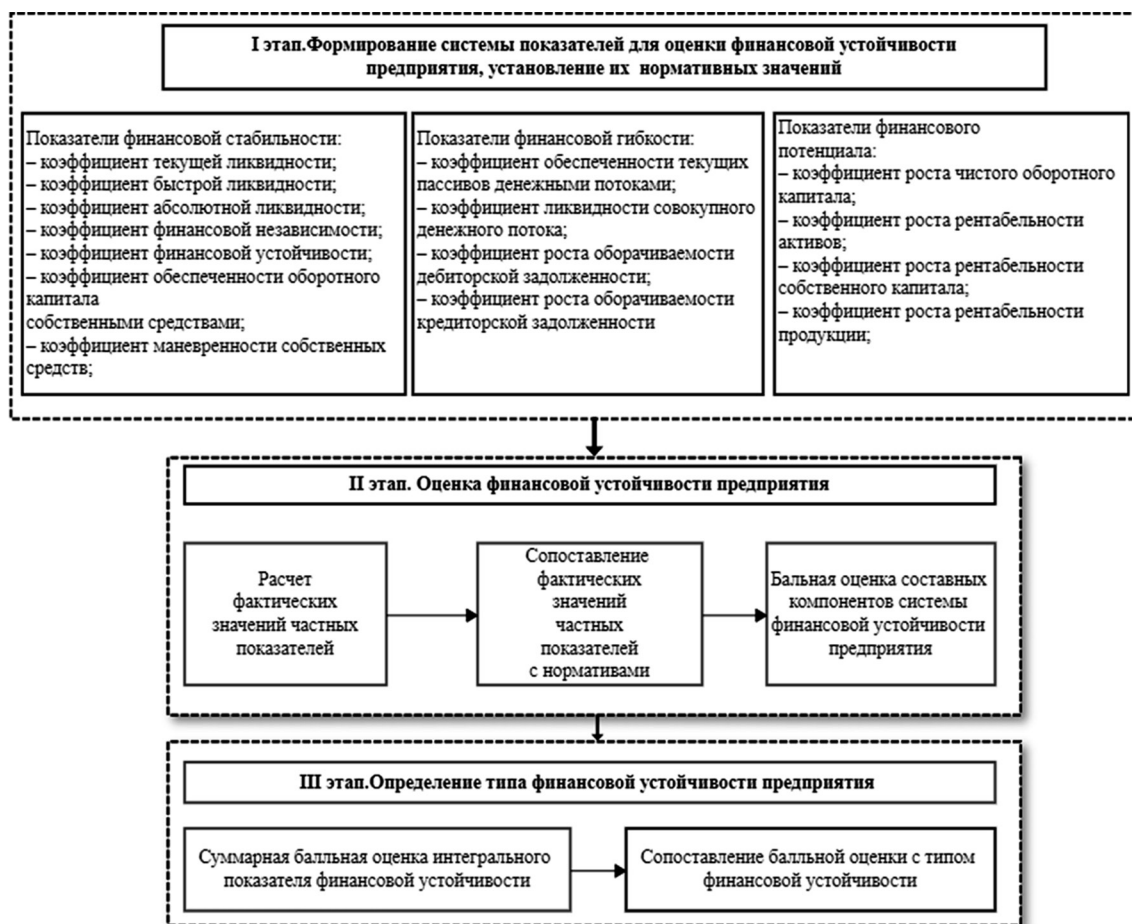 I этап.Формирование системы показателей для оценки финансовой устойчивости
предприятия, установление их нормативных значений
Показатели финансовой стабильности:
– коэффициент текущей ликвидности;
– коэффициент быстрой ликвидности;
– коэффициент абсолютной ликвидности;
– коэффициент финансовой независимости;
– коэффициент финансовой устойчивости;
– коэффициент обеспеченности оборотного
капитала
собственными средствами;
– коэффициент маневренности собственных
средств;
Показатели финансовой гибкости:
– коэффициент обеспеченности текущих
пассивов денежными потоками;
– коэффициент ликвидности совокупного
денежного потока;
– коэффициент роста оборачиваемости
дебиторской задолженности;
– коэффициент роста оборачиваемости
кредиторской задолженности
Показатели финансового
потенциала:
– коэффициент роста чистого оборотного
капитала;
– коэффициент роста рентабельности
активов;
– коэффициент роста рентабельности
собственного капитала;
– коэффициент роста рентабельности
продукции;
II этап. Оценка финансовой устойчивости предприятия
Расчет
фактических
значений частных
показателей
Сопоставление
фактических
значений
частных
показателей
с нормативами
Бальная оценка составных
компонентов системы
финансовой устойчивости
предприятия
III этап.Определение типа финансовой устойчивости предприятия
Суммарная балльная оценка интегрального
показателя финансовой устойчивости
Сопоставление балльной оценки с типом
финансовой устойчивости